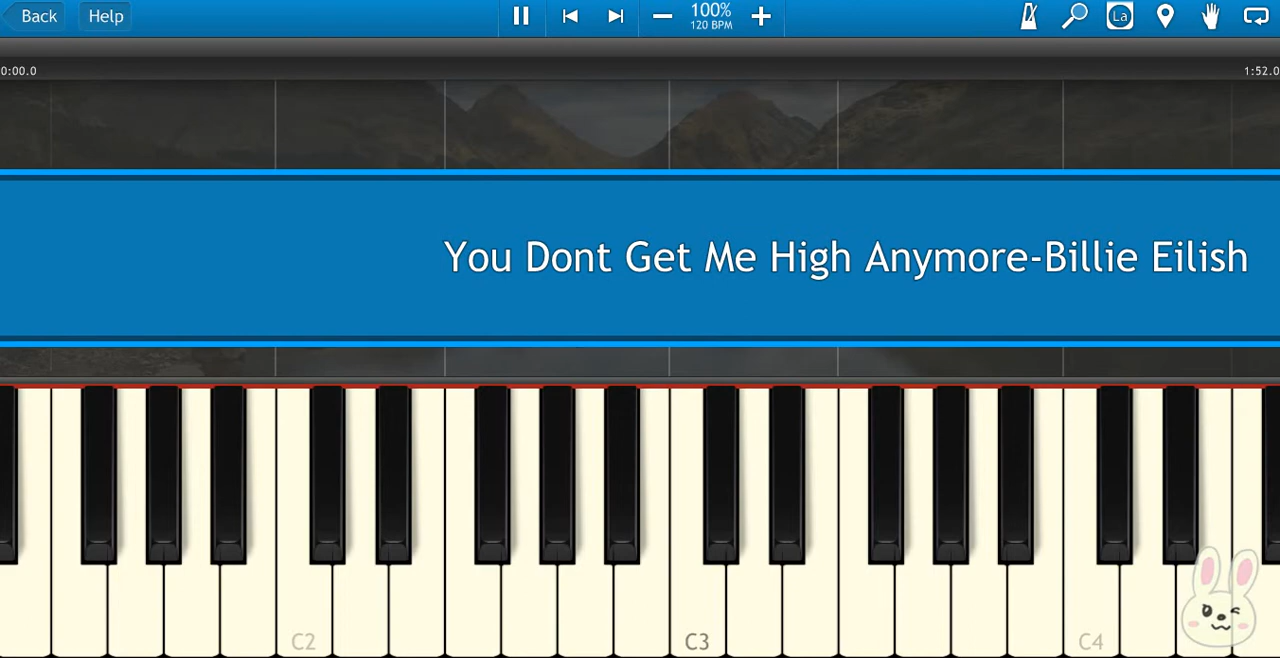 Back
Help
100%
120 BPM
La
0:00.0
1:52.0
You Dont Get Me High Anymore-Billie Eilish
C2
C3
C4